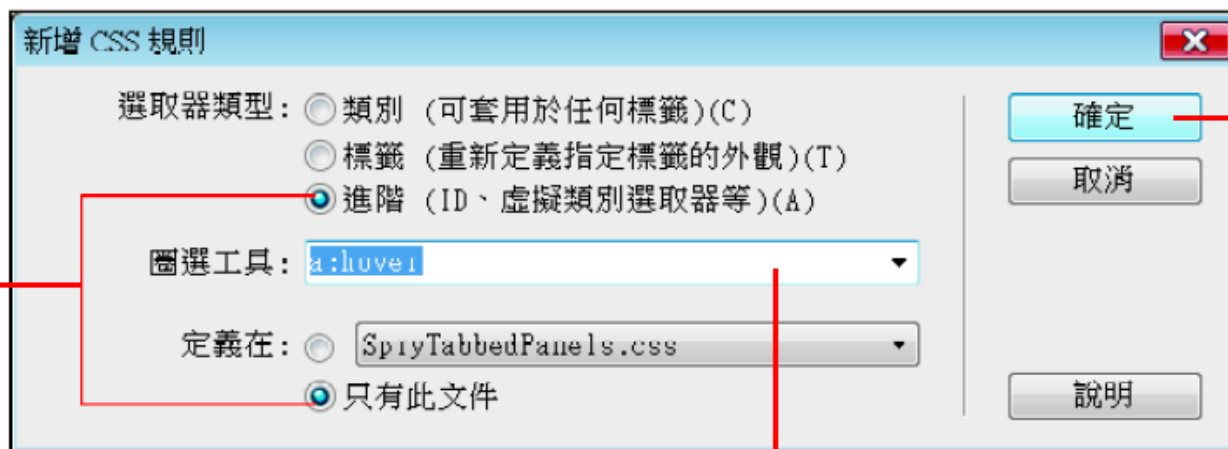 新增 CSS 規則
選取器類型: 類別 (可套用於任何標籤)(C)
標籤 (重新定義指定標籤的外觀)(T)
進階 (ID、虛擬類別選取器等)(A)
圈選工具: a:hover
定義在: SpryTabbedPanels.css
只有此文件
確定
取消
說明